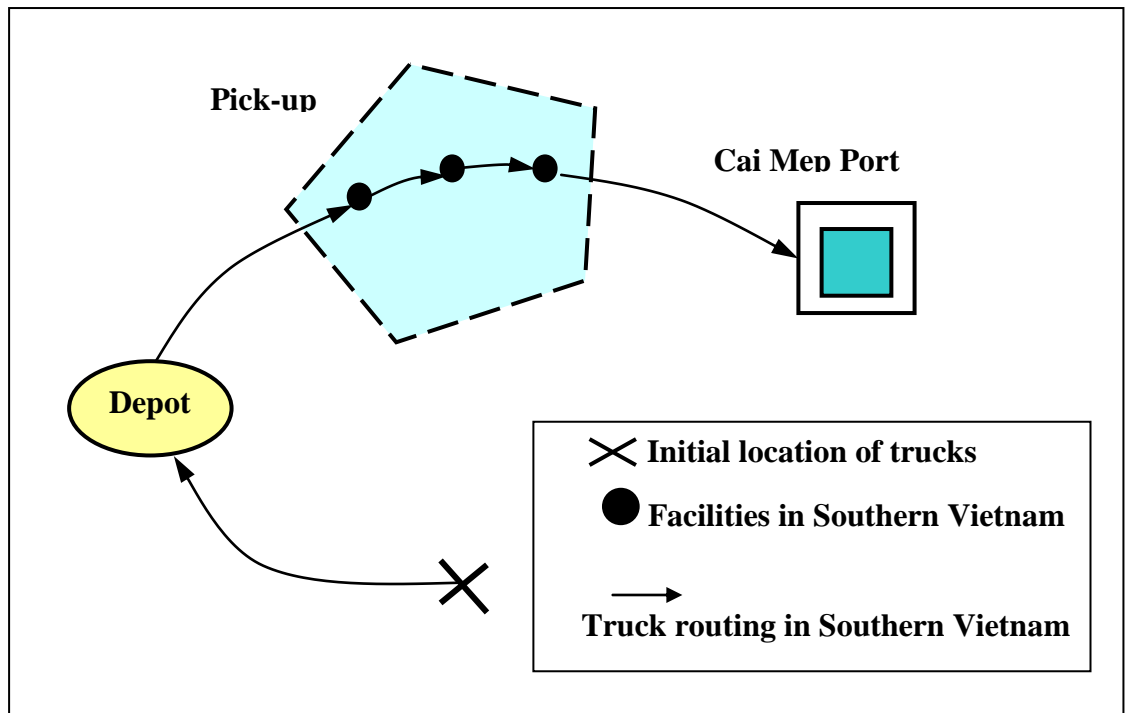 Pick-up
Cai Mep Port
Depot
Initial location of trucks
Facilities in Southern Vietnam
Truck routing in Southern Vietnam